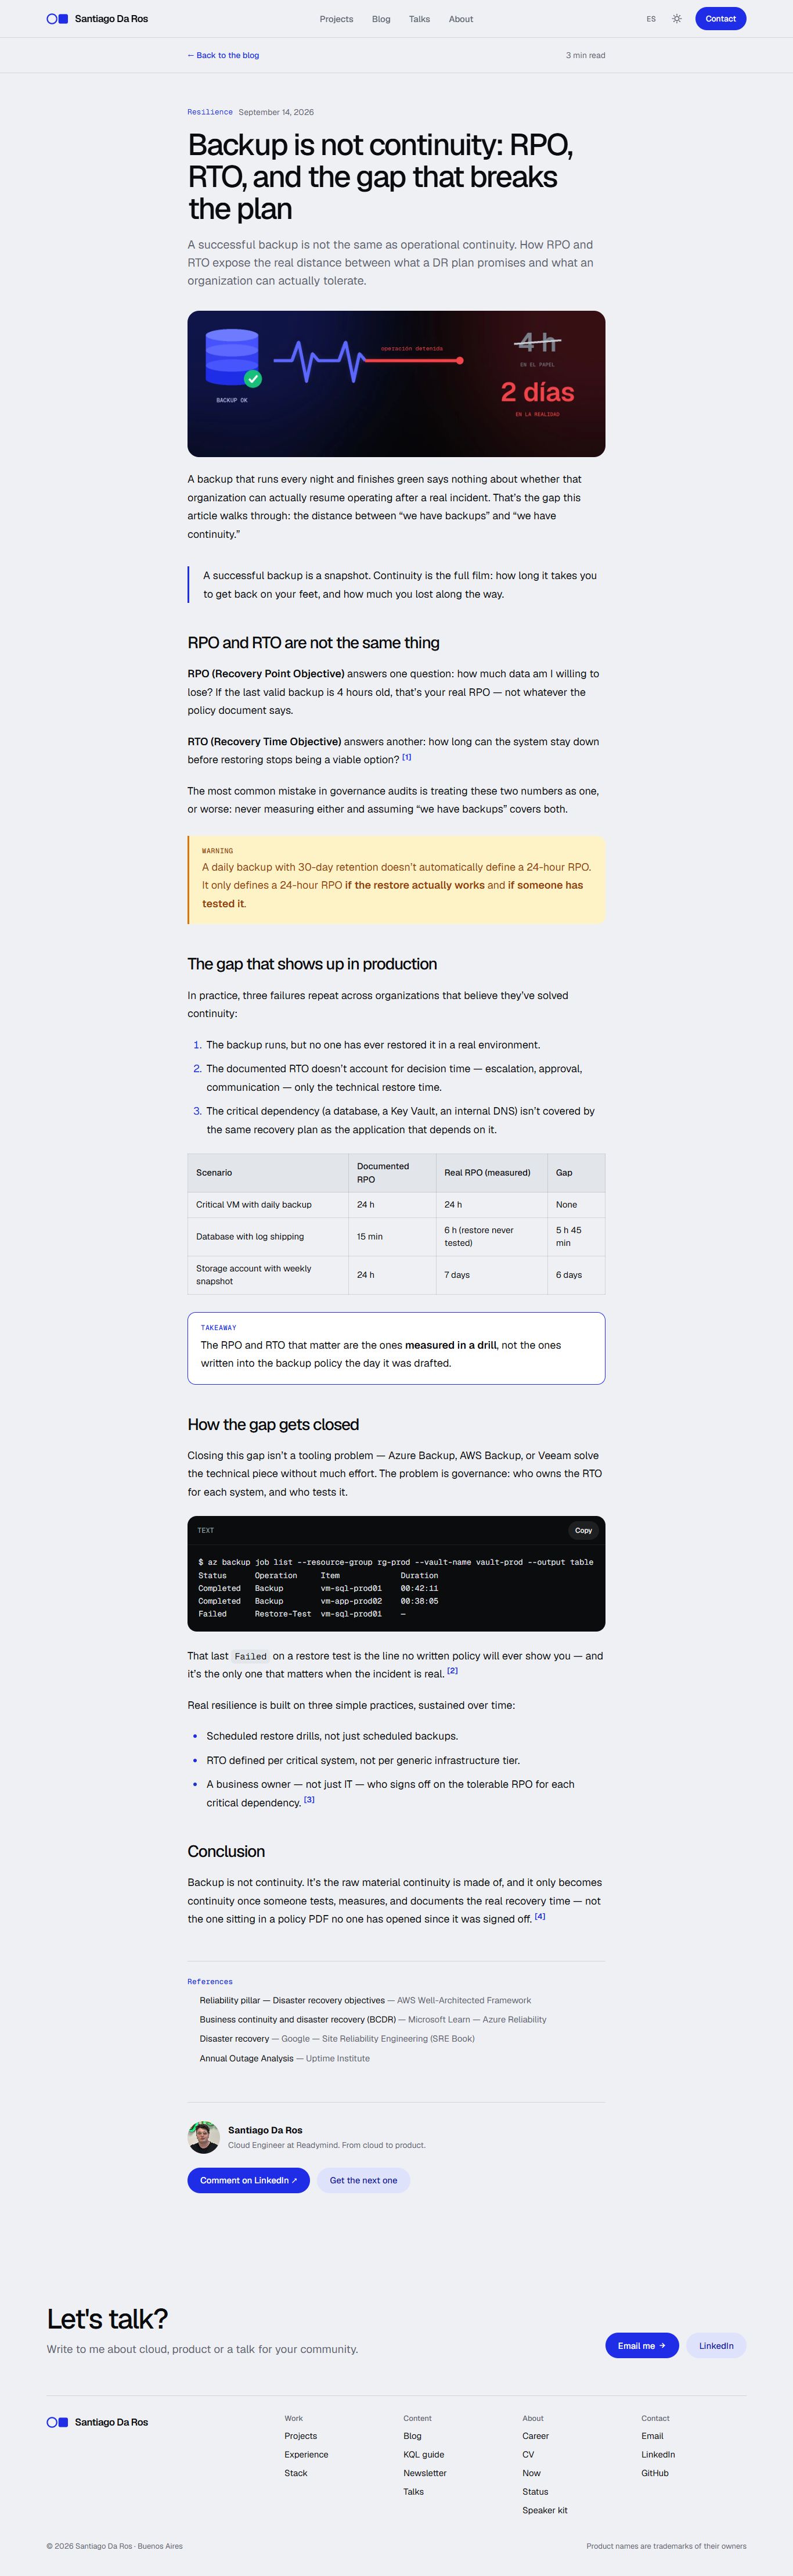 Santiago Da Ros
Projects Blog Talks About
ES
Contact
← Back to the blog
3 min read
Resilience September 14, 2026
Backup is not continuity: RPO,
RTO, and the gap that breaks
the plan
A successful backup is not the same as operational continuity. How RPO and
RTO expose the real distance between what a DR plan promises and what an
organization can actually tolerate.
BACKUP OK
operación detenida
4 h
EN EL PAPEL
2 días
EN LA REALIDAD
A backup that runs every night and finishes green says nothing about whether that
organization can actually resume operating after a real incident. That’s the gap this
article walks through: the distance between “we have backups” and “we have
continuity.”
A successful backup is a snapshot. Continuity is the full film: how long it takes you
to get back on your feet, and how much you lost along the way.
RPO and RTO are not the same thing
RPO (Recovery Point Objective) answers one question: how much data am I willing to
lose? If the last valid backup is 4 hours old, that’s your real RPO — not whatever the
policy document says.
RTO (Recovery Time Objective) answers another: how long can the system stay down
before restoring stops being a viable option? [1]
The most common mistake in governance audits is treating these two numbers as one,
or worse: never measuring either and assuming “we have backups” covers both.
WARNING
A daily backup with 30-day retention doesn’t automatically define a 24-hour RPO.
It only defines a 24-hour RPO if the restore actually works and if someone has
tested it.
The gap that shows up in production
In practice, three failures repeat across organizations that believe they’ve solved
continuity:
1. The backup runs, but no one has ever restored it in a real environment.
2. The documented RTO doesn’t account for decision time — escalation, approval,
communication — only the technical restore time.
3. The critical dependency (a database, a Key Vault, an internal DNS) isn’t covered by
the same recovery plan as the application that depends on it.
Scenario Documented RPO Real RPO (measured) Gap
Critical VM with daily backup 24 h 24 h None
Database with log shipping 15 min 6 h (restore never tested) 5 h 45 min
Storage account with weekly snapshot 24 h 7 days 6 days
TAKEAWAY
The RPO and RTO that matter are the ones measured in a drill, not the ones
written into the backup policy the day it was drafted.
How the gap gets closed
Closing this gap isn’t a tooling problem — Azure Backup, AWS Backup, or Veeam solve
the technical piece without much effort. The problem is governance: who owns the RTO
for each system, and who tests it.
TEXT
Copy
$ az backup job list --resource-group rg-prod --vault-name vault-prod --output table
Status Operation Item Duration
Completed Backup vm-sql-prod01 00:42:11
Completed Backup vm-app-prod02 00:38:05
Failed Restore-Test vm-sql-prod01 —
That last Failed on a restore test is the line no written policy will ever show you — and
it’s the only one that matters when the incident is real. [2]
Real resilience is built on three simple practices, sustained over time:
• Scheduled restore drills, not just scheduled backups.
• RTO defined per critical system, not per generic infrastructure tier.
• A business owner — not just IT — who signs off on the tolerable RPO for each
critical dependency. [3]
Conclusion
Backup is not continuity. It’s the raw material continuity is made of, and it only becomes
continuity once someone tests, measures, and documents the real recovery time — not
the one sitting in a policy PDF no one has opened since it was signed off. [4]
References
Reliability pillar — Disaster recovery objectives — AWS Well-Architected Framework
Business continuity and disaster recovery (BCDR) — Microsoft Learn — Azure Reliability
Disaster recovery — Google — Site Reliability Engineering (SRE Book)
Annual Outage Analysis — Uptime Institute
Santiago Da Ros
Cloud Engineer at Readymind. From cloud to product.
Comment on LinkedIn ↗
Get the next one
Let's talk?
Write to me about cloud, product or a talk for your community.
Email me →
LinkedIn
Santiago Da Ros
Work
Projects
Experience
Stack
Content
Blog
KQL guide
Newsletter
Talks
About
Career
CV
Now
Status
Speaker kit
Contact
Email
LinkedIn
GitHub
© 2026 Santiago Da Ros · Buenos Aires
Product names are trademarks of their owners